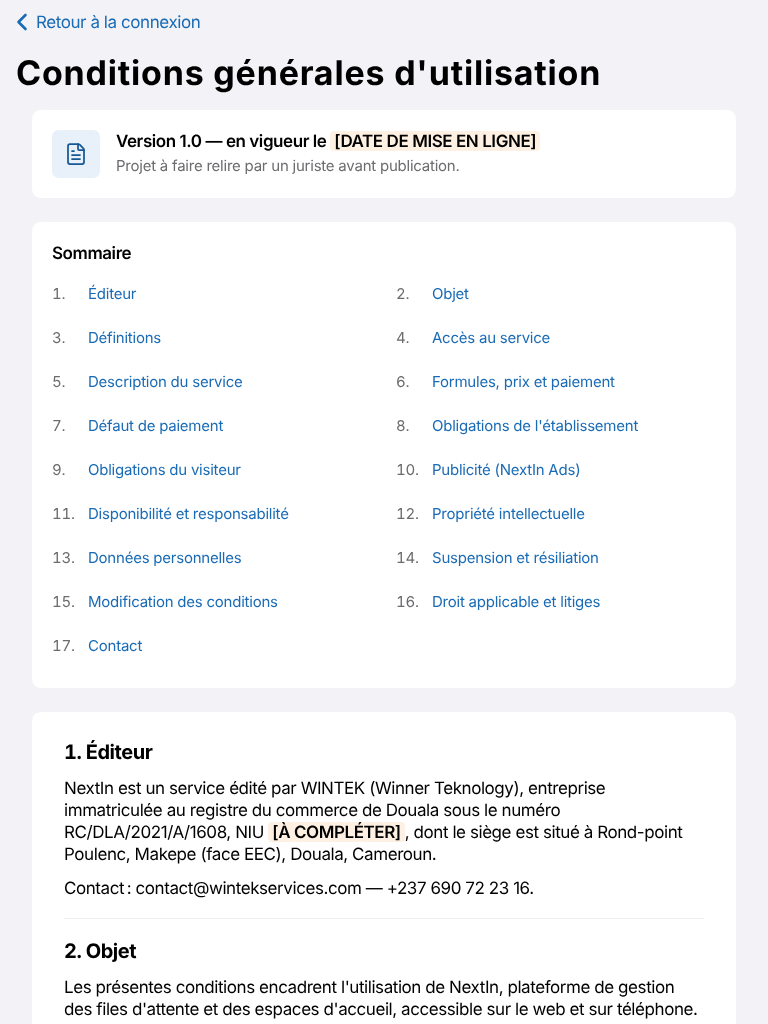 Retour à la connexion
Conditions générales d'utilisation
Version 1.0 — en vigueur le [DATE DE MISE EN LIGNE]
Projet à faire relire par un juriste avant publication.
Sommaire
1. Éditeur
2. Objet
3. Définitions
4. Accès au service
5. Description du service
6. Formules, prix et paiement
7. Défaut de paiement
8. Obligations de l'établissement
9. Obligations du visiteur
10. Publicité (NextIn Ads)
11. Disponibilité et responsabilité
12. Propriété intellectuelle
13. Données personnelles
14. Suspension et résiliation
15. Modification des conditions
16. Droit applicable et litiges
17. Contact
1. Éditeur
NextIn est un service édité par WINTEK (Winner Teknology), entreprise
immatriculée au registre du commerce de Douala sous le numéro
RC/DLA/2021/A/1608, NIU [À COMPLÉTER], dont le siège est situé à Rond-point
Poulenc, Makepe (face EEC), Douala, Cameroun.
Contact : contact@wintekservices.com — +237 690 72 23 16.
2. Objet
Les présentes conditions encadrent l'utilisation de NextIn, plateforme de gestion
des files d'attente et des espaces d'accueil, accessible sur le web et sur téléphone.